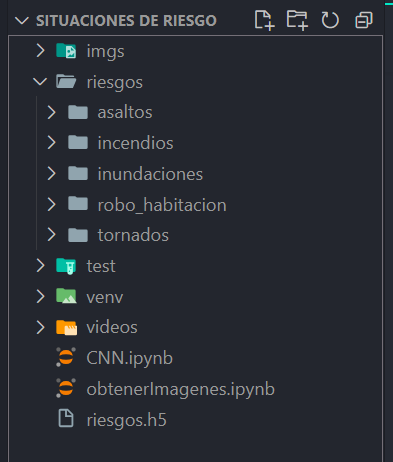 SITUACIONES DE RIESGO
imgs
riesgos
asaltos
incendios
inundaciones
robo_habitacion
tornados
test
venv
videos
CNN.ipynb
obtenerImagenes.ipynb
riesgos.h5